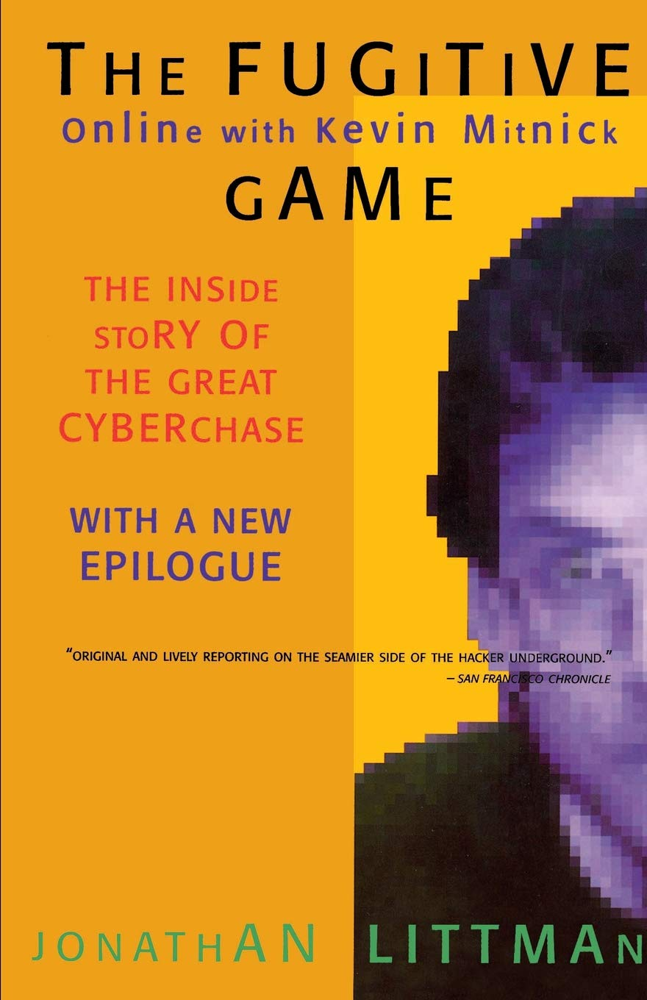 THE FUGiTiVE
Online with Kevin Mitnick
GAME
THE INSiDE
SToRY OF
THE GREAT
CYBERCHASE
WITH A NEW
EPILOGUE
“ORIGINAL AND LIVELY REPORTING ON THE SEAMIER SIDE OF THE HACKER UNDERGROUND.”
– SAN FRANCISCO CHRONICLE
JONATHAN LITTMAN